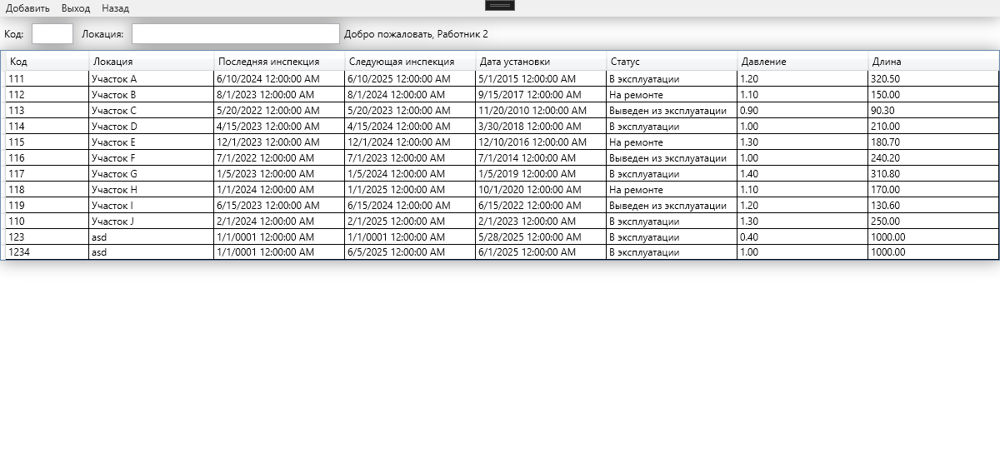 Добавить Выход Назад
Код: Локация: Добро пожаловать, Работник 2
Код Локация Последняя инспекция Следующая инспекция Дата установки Статус Давление Длина
111 Участок A 6/10/2024 12:00:00 AM 6/10/2025 12:00:00 AM 5/1/2015 12:00:00 AM В эксплуатации 1.20 320.50
112 Участок B 8/1/2023 12:00:00 AM 8/1/2024 12:00:00 AM 9/15/2017 12:00:00 AM На ремонте 1.10 150.00
113 Участок C 5/20/2022 12:00:00 AM 5/20/2023 12:00:00 AM 11/20/2010 12:00:00 AM Выведен из эксплуатации 0.90 90.30
114 Участок D 4/15/2023 12:00:00 AM 4/15/2024 12:00:00 AM 3/30/2018 12:00:00 AM В эксплуатации 1.00 210.00
115 Участок E 12/1/2023 12:00:00 AM 12/1/2024 12:00:00 AM 12/10/2016 12:00:00 AM На ремонте 1.30 180.70
116 Участок F 7/1/2022 12:00:00 AM 7/1/2023 12:00:00 AM 7/1/2014 12:00:00 AM Выведен из эксплуатации 1.00 240.20
117 Участок G 1/5/2023 12:00:00 AM 1/5/2024 12:00:00 AM 1/5/2019 12:00:00 AM В эксплуатации 1.40 310.80
118 Участок H 1/1/2024 12:00:00 AM 1/1/2025 12:00:00 AM 10/1/2020 12:00:00 AM На ремонте 1.10 170.00
119 Участок I 6/15/2023 12:00:00 AM 6/15/2024 12:00:00 AM 6/15/2022 12:00:00 AM Выведен из эксплуатации 1.20 130.60
110 Участок J 2/1/2024 12:00:00 AM 2/1/2025 12:00:00 AM 2/1/2023 12:00:00 AM В эксплуатации 1.30 250.00
123 asd 1/1/0001 12:00:00 AM 1/1/0001 12:00:00 AM 5/28/2025 12:00:00 AM В эксплуатации 0.40 1000.00
1234 asd 1/1/0001 12:00:00 AM 6/5/2025 12:00:00 AM 6/1/2025 12:00:00 AM В эксплуатации 1.00 1000.00